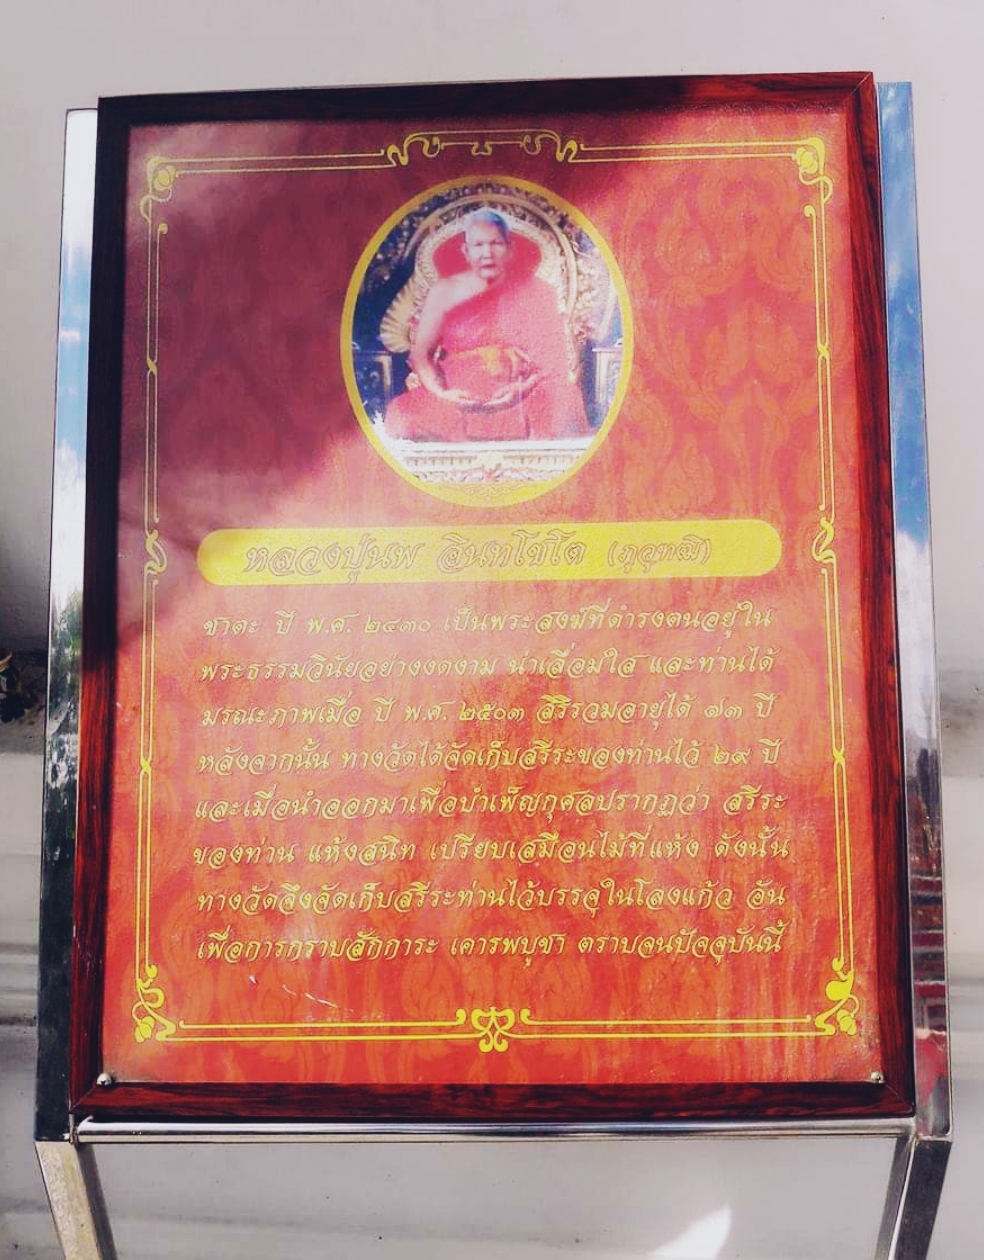 หลวงปู่นพ อินทโชโต (ภูวุฑฒิ)
ชาตะ ปี พ.ศ. ๒๔๓๐ เป็นพระสงฆ์ที่ดำรงตนอยู่ใน
พระธรรมวินัยอย่างงดงาม น่าเลื่อมใส และท่านได้
มรณะภาพเมื่อ ปี พ.ศ. ๒๕๐๓ สิริรวมอายุได้ ๗๓ ปี
หลังจากนั้น ทางวัดได้จัดเก็บสรีระของท่านไว้ ๒๙ ปี
และเมื่อนำออกมาเพื่อบำเพ็ญกุศลปรากฏว่า สรีระ
ของท่าน แห้งสนิท เปรียบเสมือนไม้ที่แห้ง ดังนั้น
ทางวัดจึงจัดเก็บสรีระท่านไว้บรรจุในโลงแก้ว อัน
เพื่อการกราบสักการะ เคารพบูชา ตราบจนปัจจุบันนี้